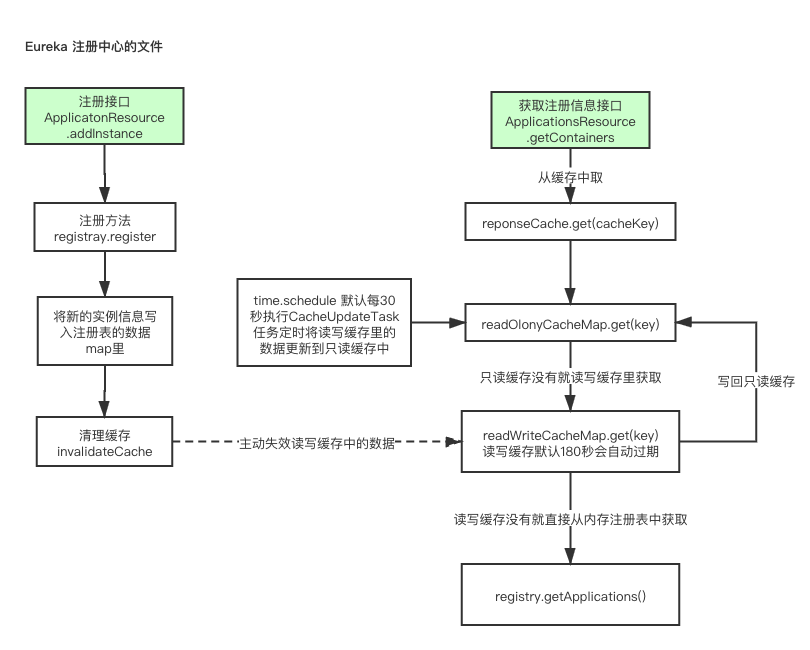 Eureka 注册中心的文件
注册接口
ApplicatonResource
.addInstance
注册方法
registray.register
将新的实例信息写
入注册表的数据
map里
清理缓存
invalidateCache
主动失效读写缓存中的数据
time.schedule 默认每30
秒执行CacheUpdateTask
任务定时将读写缓存里的
数据更新到只读缓存中
获取注册信息接口
ApplicationsResource
.getContainers
从缓存中取
reponseCache.get(cacheKey)
readOlonyCacheMap.get(key)
只读缓存没有就读写缓存里获取
写回只读缓存
readWriteCacheMap.get(key)
读写缓存默认180秒会自动过期
读写缓存没有就直接从内存注册表中获取
registry.getApplications()